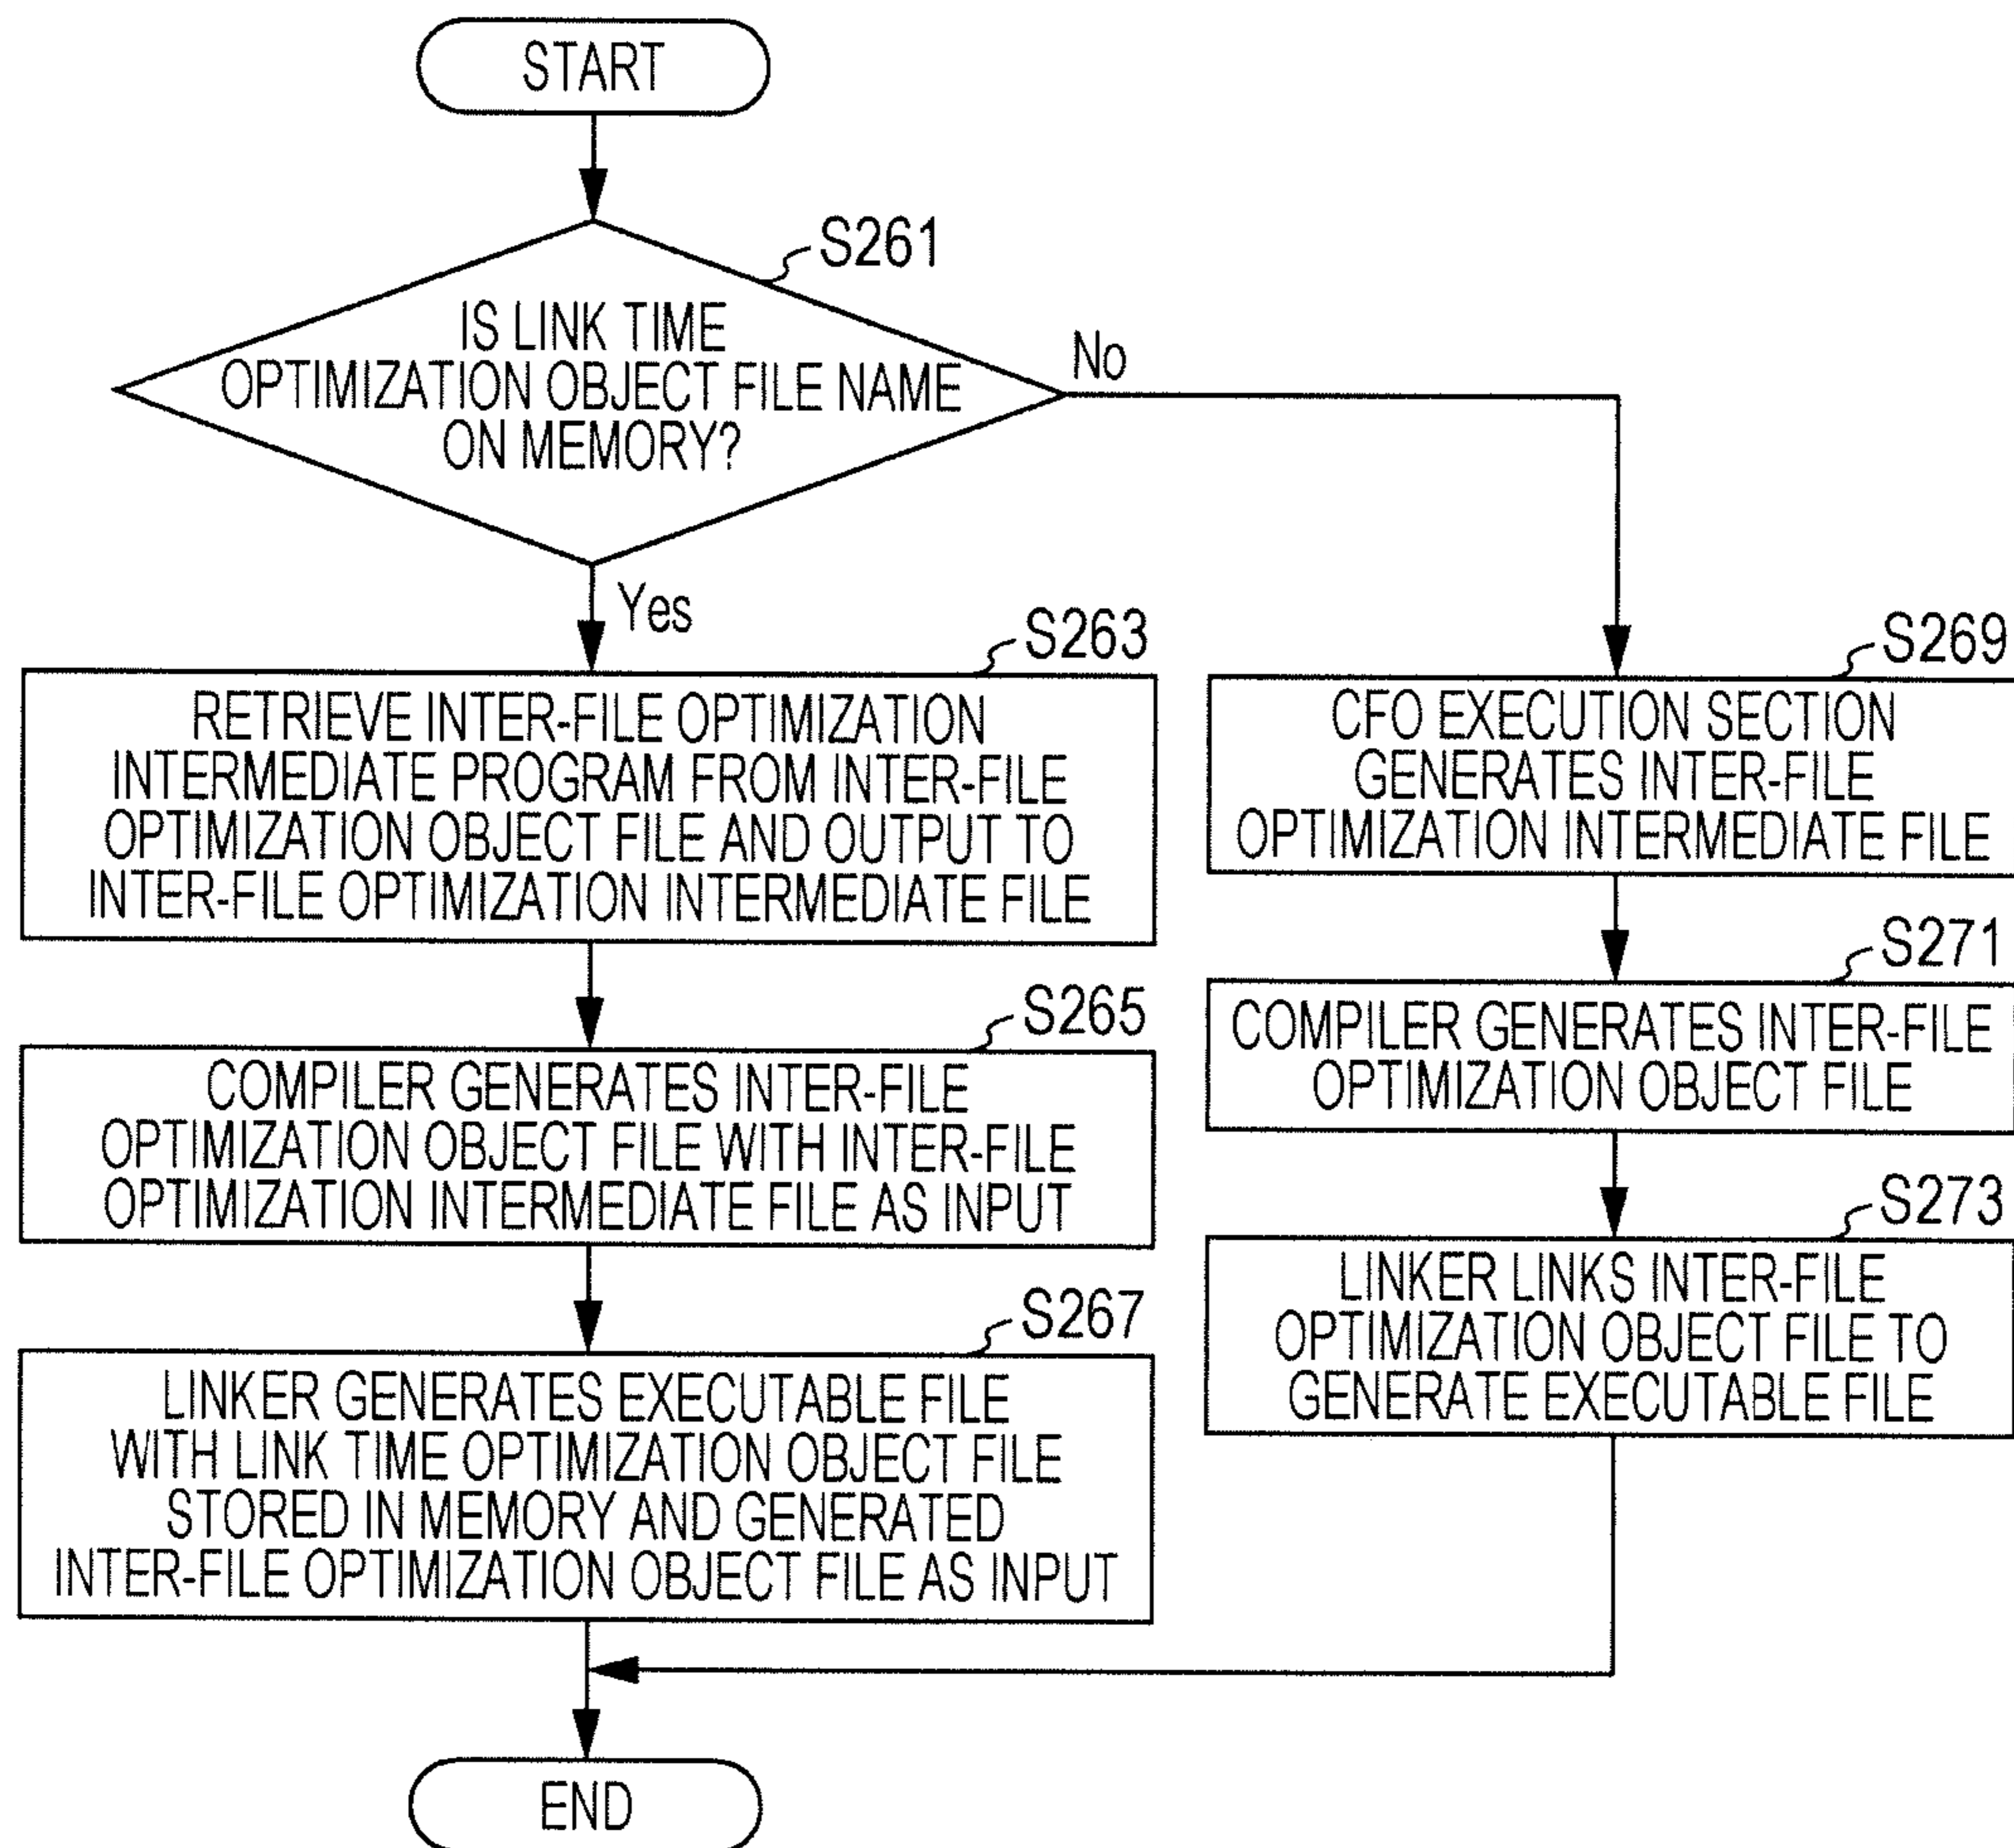 START
S261
IS LINK TIME
OPTIMIZATION OBJECT FILE NAME
ON MEMORY?
No
Yes
S263
RETRIEVE INTER-FILE OPTIMIZATION
INTERMEDIATE PROGRAM FROM INTER-FILE
OPTIMIZATION OBJECT FILE AND OUTPUT TO
INTER-FILE OPTIMIZATION INTERMEDIATE FILE
S265
COMPILER GENERATES INTER-FILE
OPTIMIZATION OBJECT FILE WITH INTER-FILE
OPTIMIZATION INTERMEDIATE FILE AS INPUT
S267
LINKER GENERATES EXECUTABLE FILE
WITH LINK TIME OPTIMIZATION OBJECT FILE
STORED IN MEMORY AND GENERATED
INTER-FILE OPTIMIZATION OBJECT FILE AS INPUT
S269
CFO EXECUTION SECTION
GENERATES INTER-FILE
OPTIMIZATION INTERMEDIATE FILE
S271
COMPILER GENERATES INTER-FILE
OPTIMIZATION OBJECT FILE
S273
LINKER LINKS INTER-FILE
OPTIMIZATION OBJECT FILE TO
GENERATE EXECUTABLE FILE
END